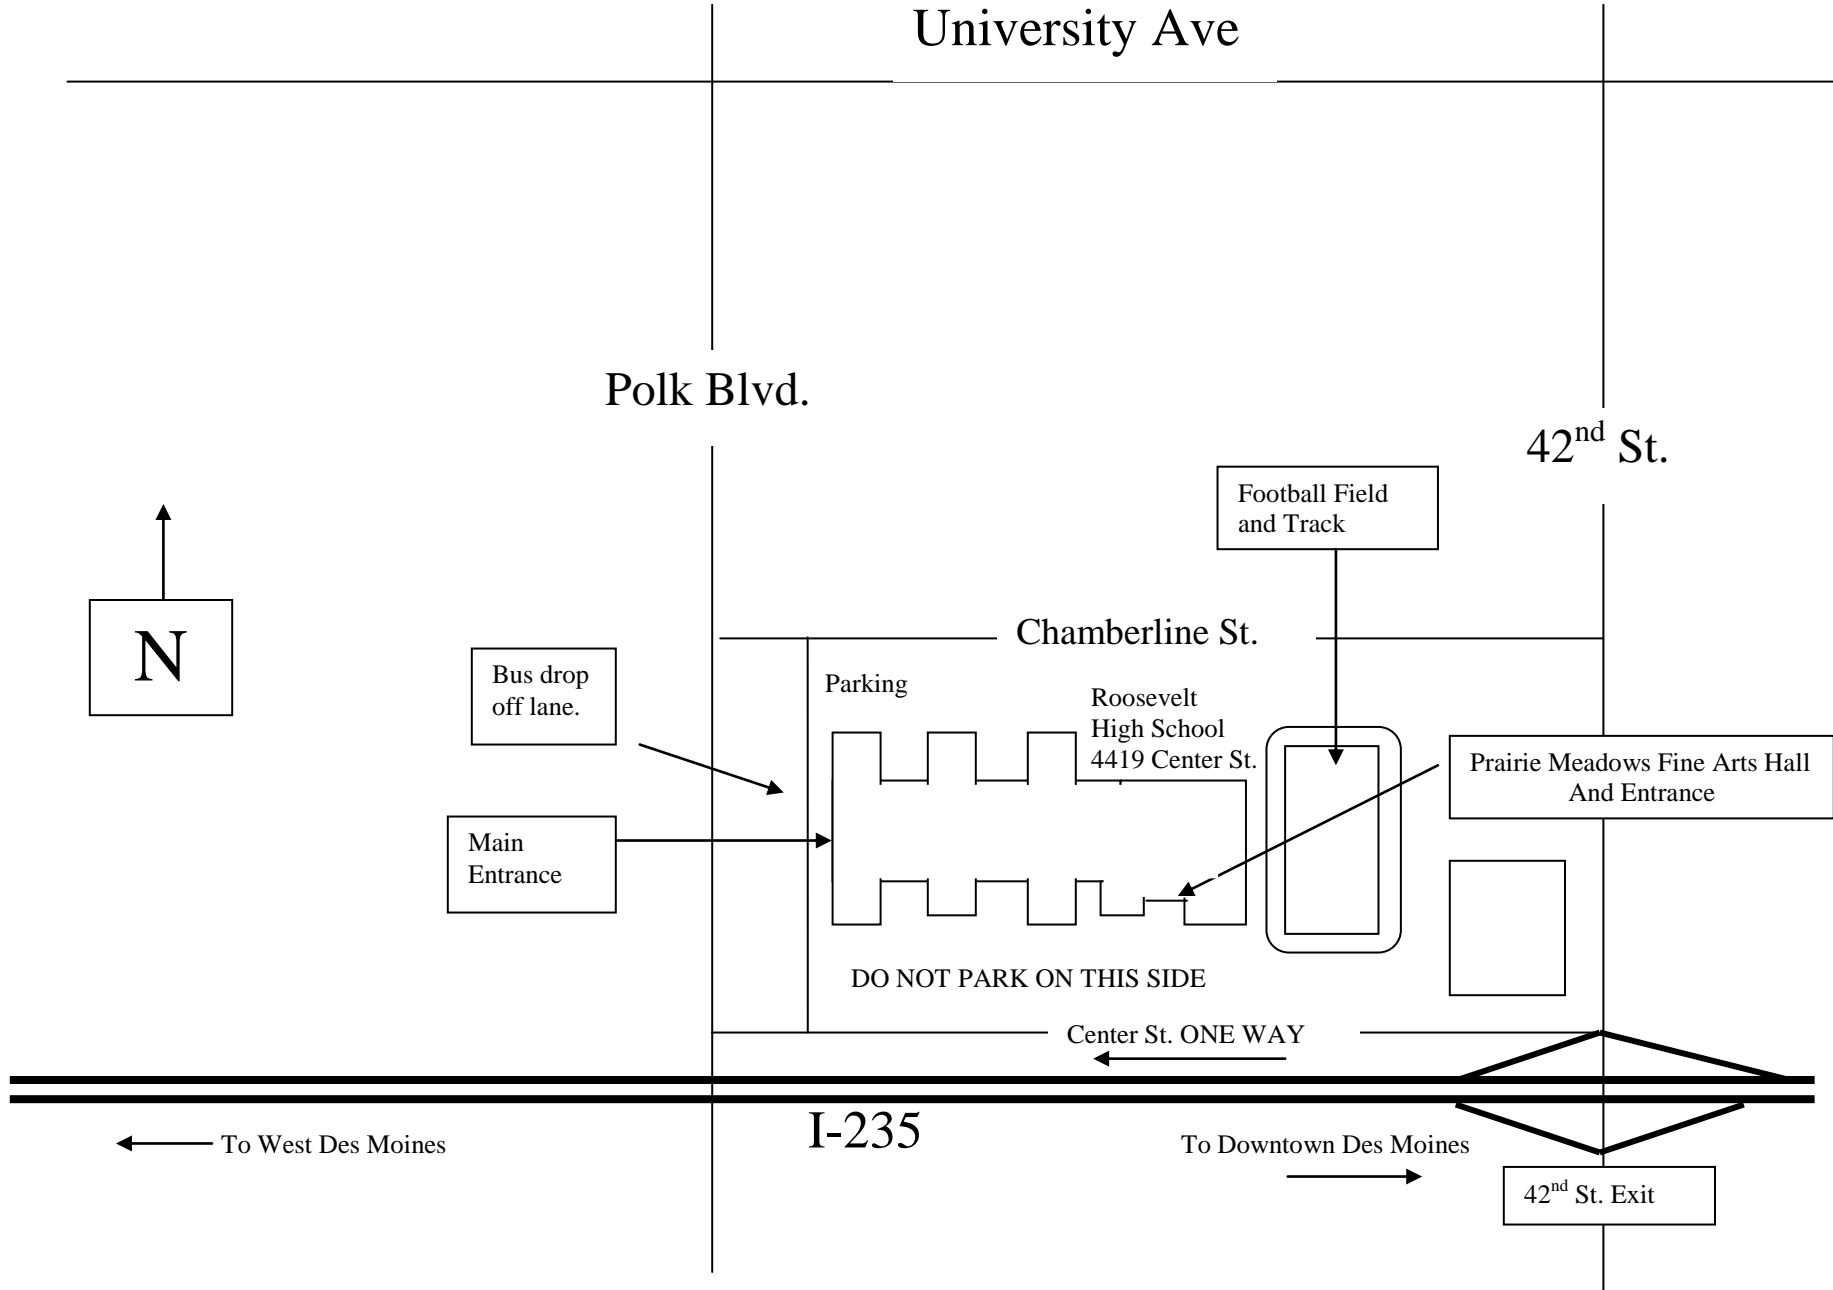 University Ave
Polk Blvd.
42nd St.
Football Field
and Track
N
Chamberline St.
Bus drop
off lane.
Parking
Roosevelt
High School
4419 Center St.
Prairie Meadows Fine Arts Hall
And Entrance
Main
Entrance
DO NOT PARK ON THIS SIDE
Center St. ONE WAY
I-235
To West Des Moines
To Downtown Des Moines
42nd St. Exit